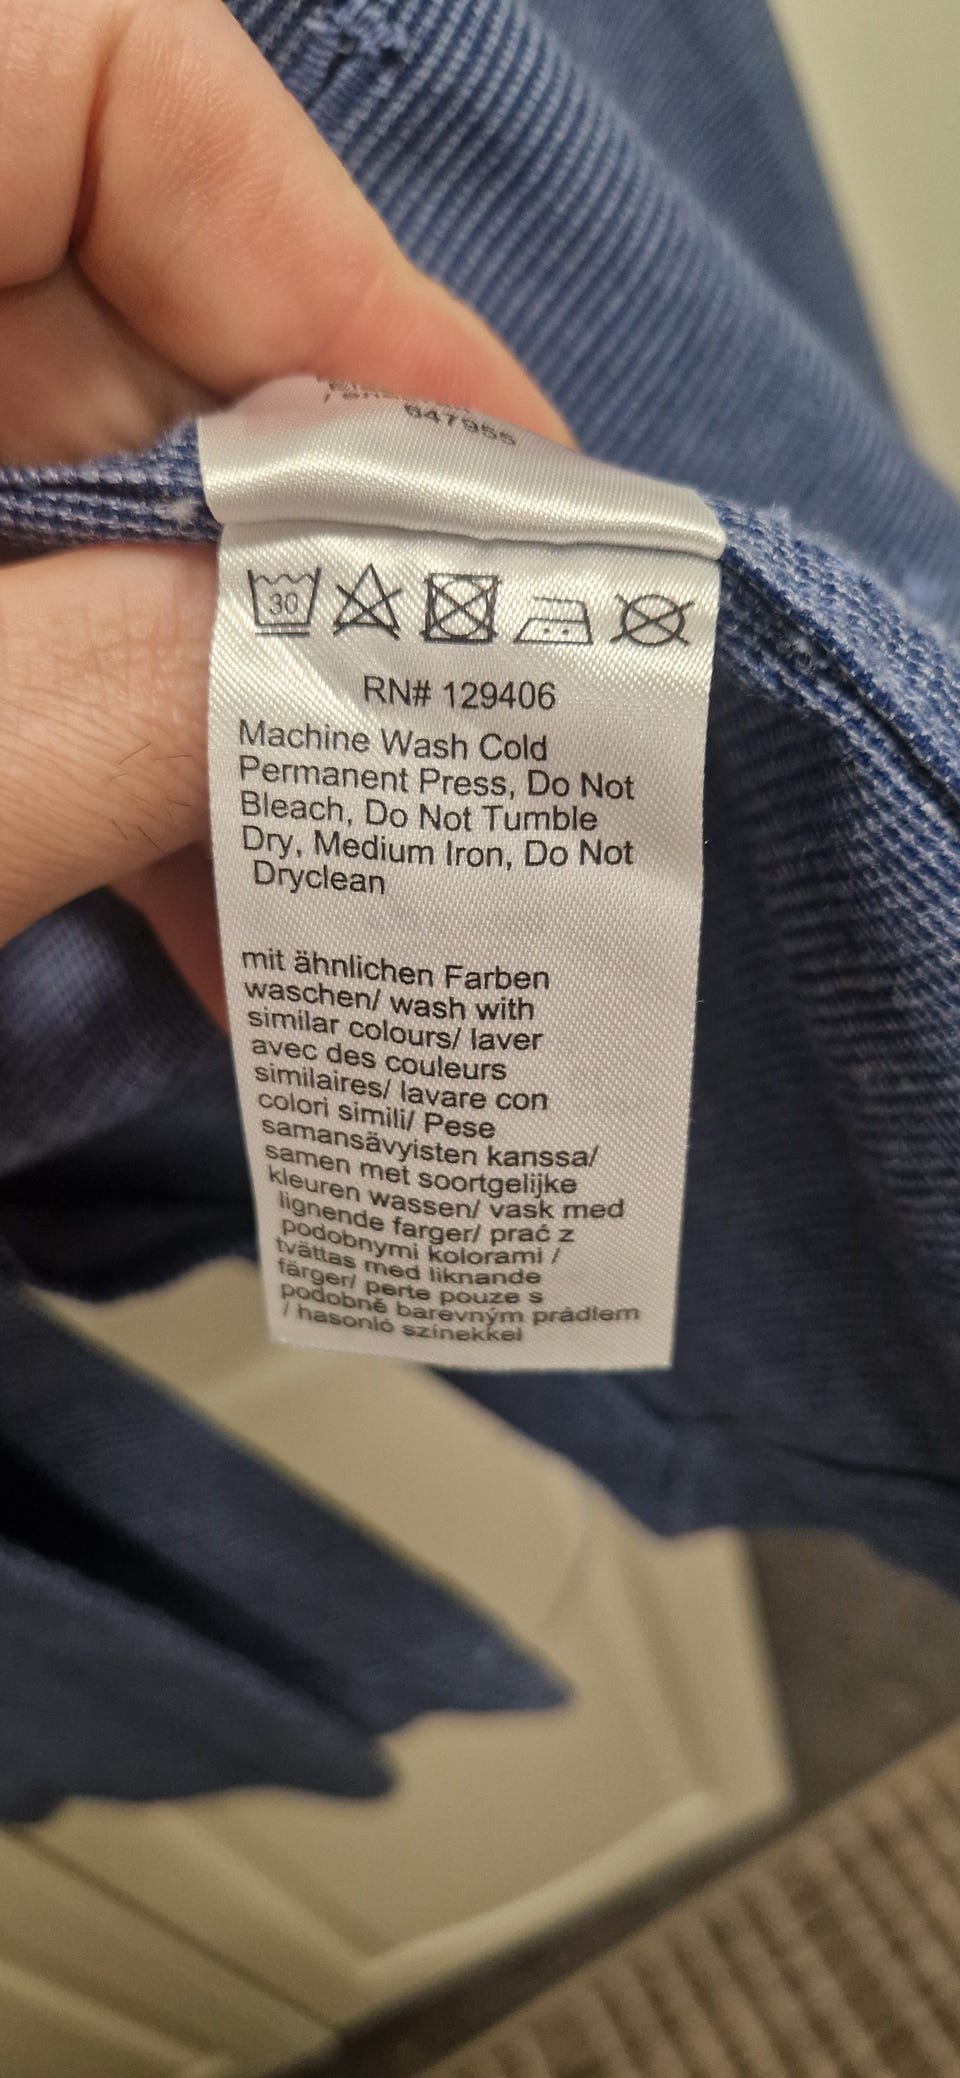 647955
30
RN# 129406
Machine Wash Cold
Permanent Press, Do Not
Bleach, Do Not Tumble
Dry, Medium Iron, Do Not
Dryclean
mit ähnlichen Farben
waschen/ wash with
similar colours/ laver
avec des couleurs
similaires/ lavare con
colori simili/ Pese
samansävyisten kanssa/
samen met soortgelijke
kleuren wassen/ vask med
lignende farger/ prać z
podobnymi kolorami /
tvättas med liknande
färger/ perte pouze s
podobně barevným prádlem
/ hasonló színekkel